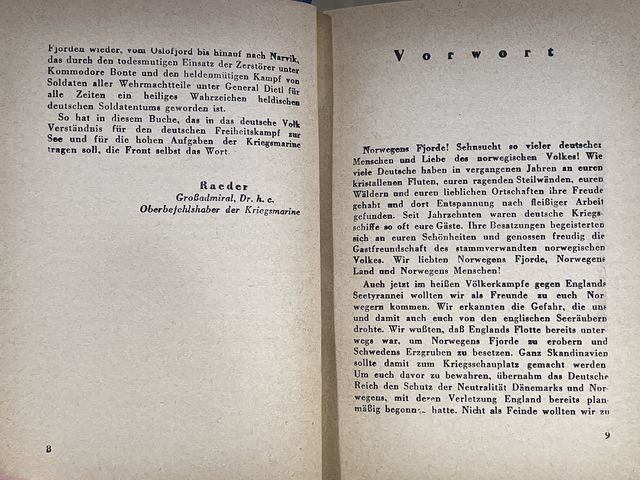 Fjorden wieder, vom Oslofjord bis hinauf nach Narvik,
das durch den todesmutigen Einsatz der Zerstörer unter
Kommodore Bonte und den heldenmütigen Kampf von
Soldaten aller Wehrmachtteile unter General Dietl für
alle Zeiten ein heiliges Wahrzeichen heldischen
deutschen Soldatentums geworden ist.
So hat in diesem Buche, das in das deutsche Volk
Verständnis für den deutschen Freiheitskampf zur
See und für die hohen Aufgaben der Kriegsmarine
tragen soll, die Front selbst das Wort.
Raeder
Großadmiral, Dr. h. c.
Oberbefehlshaber der Kriegsmarine
8
Vorwort
Norwegens Fjorde! Sehnsucht so vieler deutscher
Menschen und Liebe des norwegischen Volkes! Wie
viele Deutsche haben in vergangenen Jahren an euren
kristallenen Fluten, euren ragenden Steilwänden, euren
Wäldern und euren lieblichen Ortschaften ihre Freude
gehabt und dort Entspannung nach fleißiger Arbeit
gefunden. Seit Jahrzehnten waren deutsche Kriegs-
schiffe so oft eure Gäste. Ihre Besatzungen begeisterten
sich an euren Schönheiten und genossen freudig die
Gastfreundschaft des stammverwandten norwegischen
Volkes. Wir liebten Norwegens Fjorde, Norwegens
Land und Norwegens Menschen!
Auch jetzt im heißen Völkerkampfe gegen Englands
Seetyrannei wollten wir als Freunde zu euch Nor
wegern kommen. Wir erkannten die Gefahr, die uns
und damit auch euch von den englischen Seeräubern
drohte. Wir wußten, daß Englands Flotte bereits unter-
wegs war, um Norwegens Fjorde zu erobern und
Schwedens Erzgruben zu besetzen. Ganz Skandinavien
sollte damit zum Kriegsschauplatz gemacht werden
Um euch davor zu bewahren, übernahm das Deutsche
Reich den Schutz der Neutralität Dänemarks und Nor-
wegens, mit deren Verletzung England bereits plan-
mäßig hatte. Nicht als Feinde wollten wir zu
9